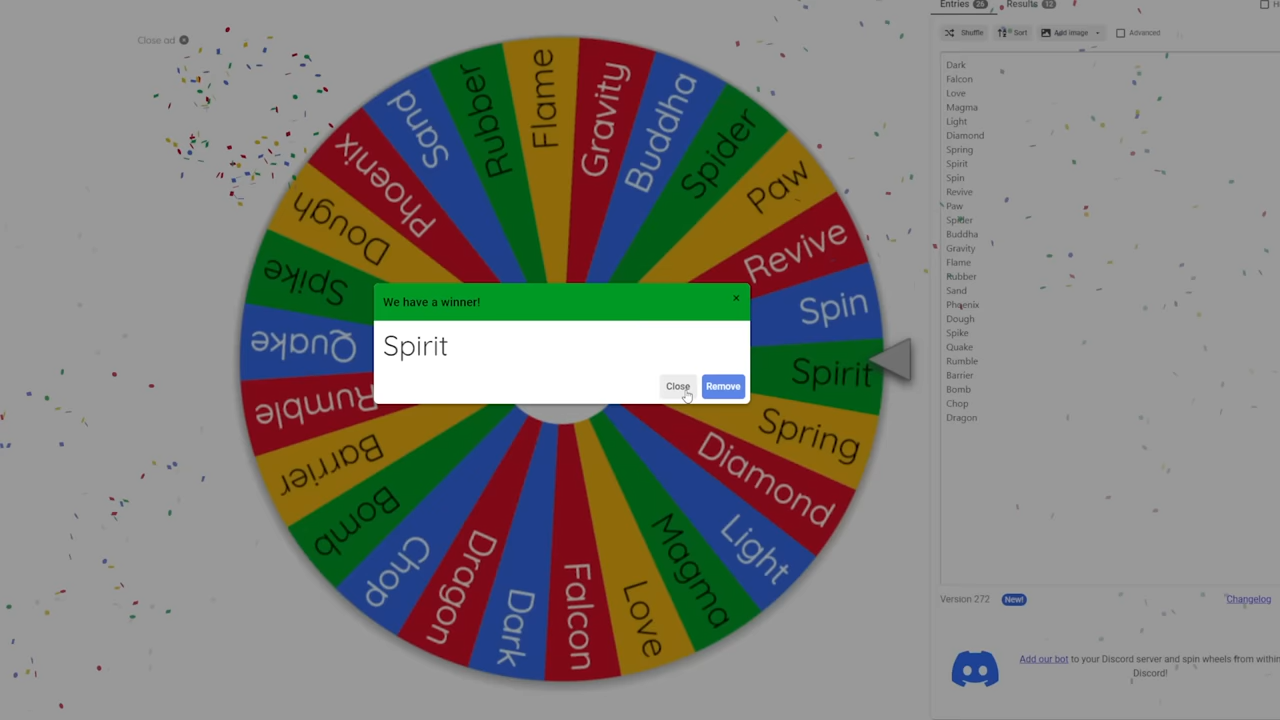 Entries 26 Results 12
Close ad
Shuffle Sort Add image Advanced
Dark
Falcon
Love
Magma
Light
Diamond
Spring
Spirit
Spin
Revive
Paw
Spider
Buddha
Gravity
Flame
Rubber
Sand
Phoenix
Dough
Spike
Quake
Rumble
Barrier
Bomb
Chop
Dragon
Flame
Gravity
Buddha
Spider
Paw
Revive
Spin
Spirit
Spring
Diamond
Light
Magma
Love
Falcon
Dark
Dragon
Chop
Bomb
Barrier
Rumble
Quake
Spike
Dough
Phoenix
Sand
Rubber
We have a winner!
×
Spirit
Close Remove
Version 272 New! Changelog
Add our bot to your Discord server and spin wheels from within
Discord!